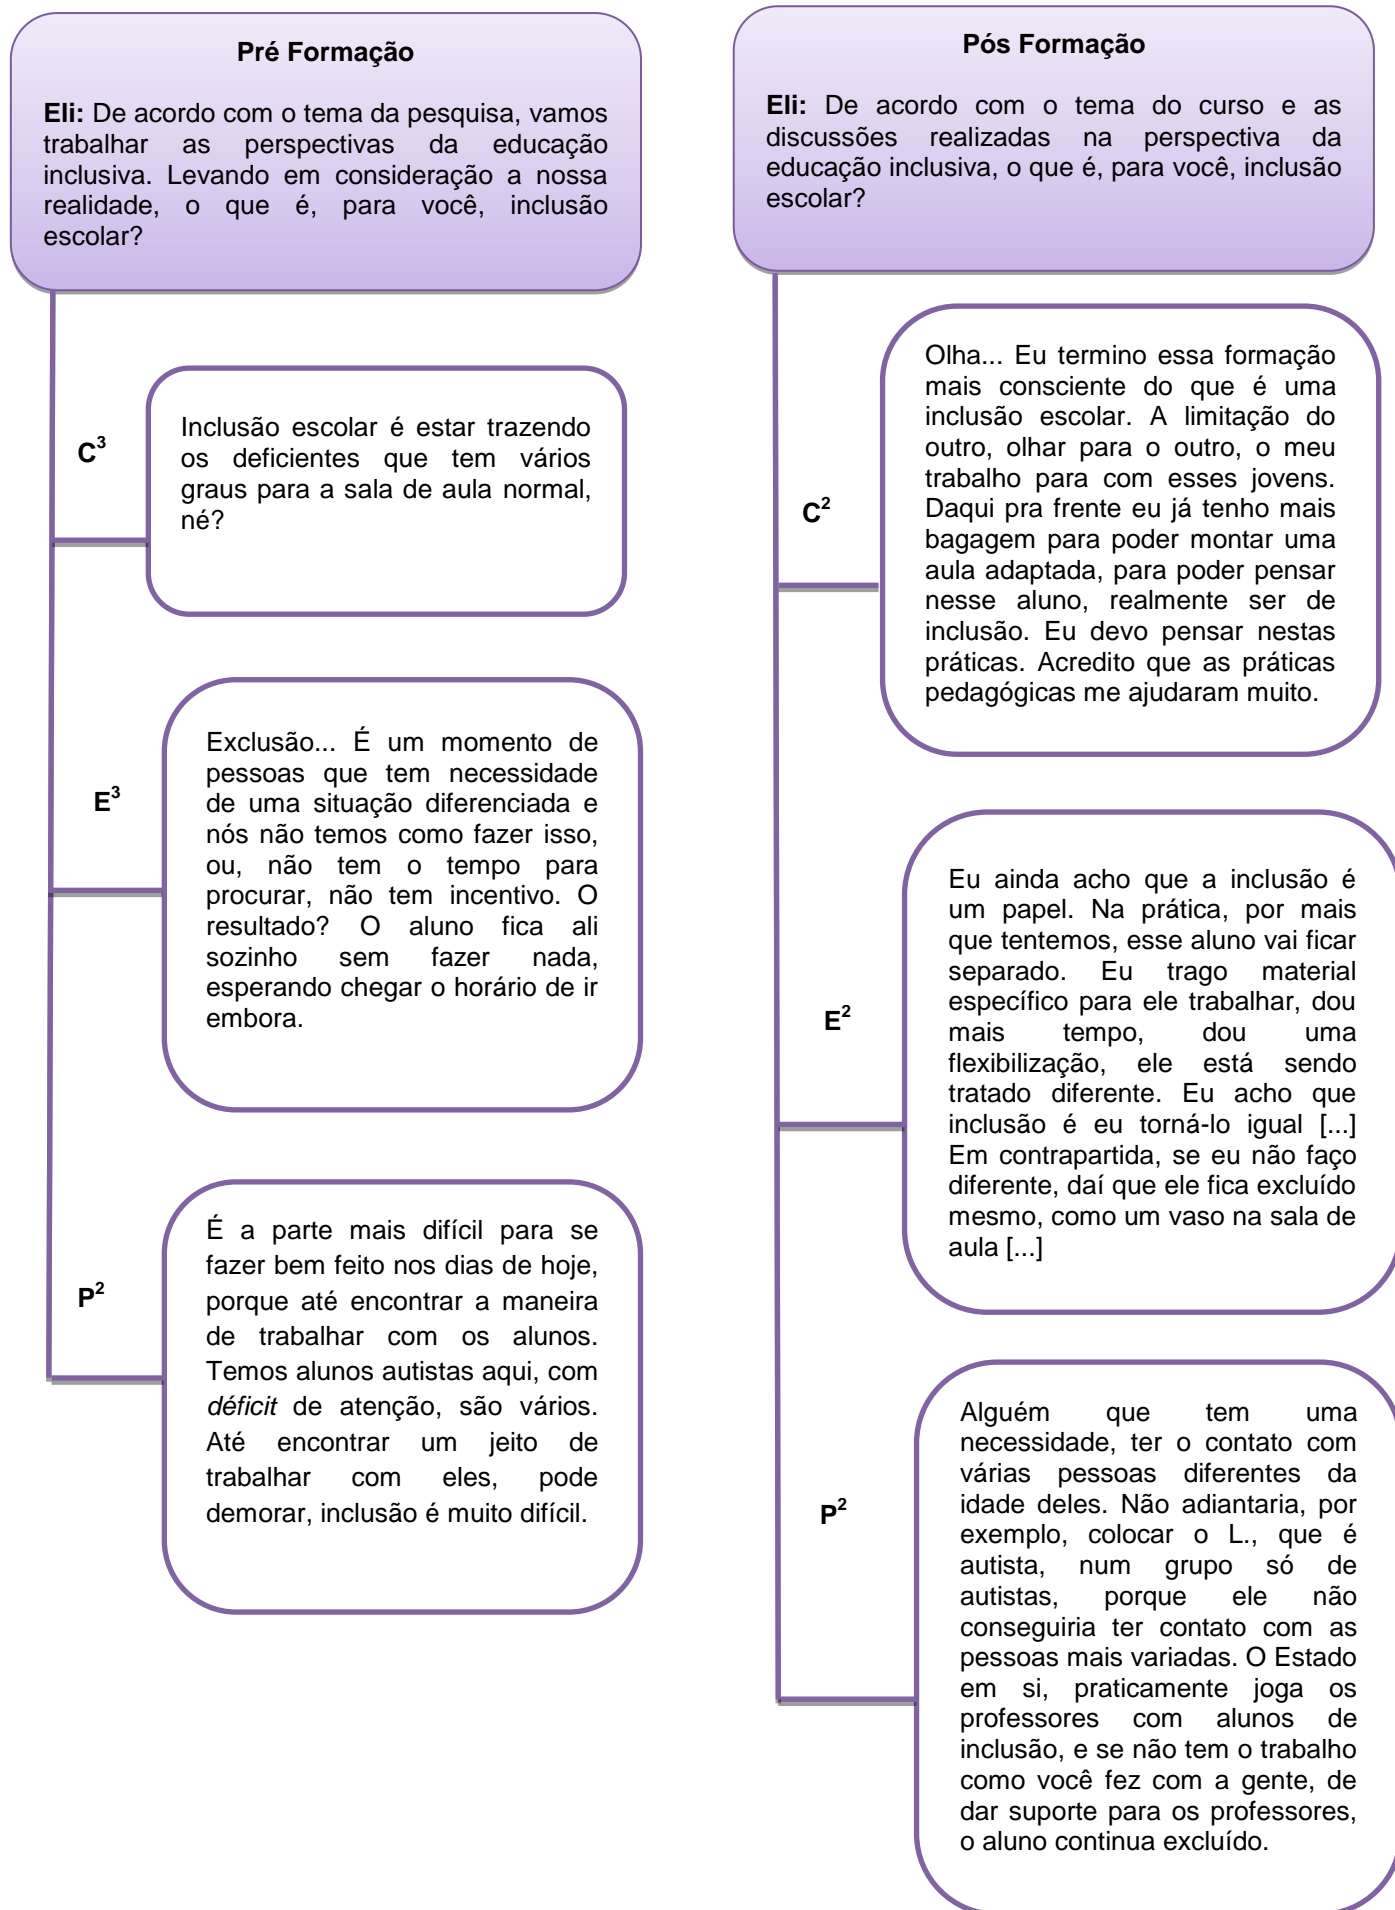 Pré Formação
Eli: De acordo com o tema da pesquisa, vamos
trabalhar as perspectivas da educação
inclusiva. Levando em consideração a nossa
realidade, o que é, para você, inclusão
escolar?
C³
Inclusão escolar é estar trazendo
os deficientes que tem vários
graus para a sala de aula normal,
né?
E³
Exclusão... É um momento de
pessoas que tem necessidade
de uma situação diferenciada e
nós não temos como fazer isso,
ou, não tem o tempo para
procurar, não tem incentivo. O
resultado? O aluno fica ali
sozinho sem fazer nada,
esperando chegar o horário de ir
embora.
P²
É a parte mais difícil para se
fazer bem feito nos dias de hoje,
porque até encontrar a maneira
de trabalhar com os alunos.
Temos alunos autistas aqui, com
déficit de atenção, são vários.
Até encontrar um jeito de
trabalhar com eles, pode
demorar, inclusão é muito difícil.
Pós Formação
Eli: De acordo com o tema do curso e as
discussões realizadas na perspectiva da
educação inclusiva, o que é, para você, inclusão
escolar?
C²
Olha... Eu termino essa formação
mais consciente do que é uma
inclusão escolar. A limitação do
outro, olhar para o outro, o meu
trabalho para com esses jovens.
Daqui pra frente eu já tenho mais
bagagem para poder montar uma
aula adaptada, para poder pensar
nesse aluno, realmente ser de
inclusão. Eu devo pensar nestas
práticas. Acredito que as práticas
pedagógicas me ajudaram muito.
E²
Eu ainda acho que a inclusão é
um papel. Na prática, por mais
que tentemos, esse aluno vai ficar
separado. Eu trago material
específico para ele trabalhar, dou
mais tempo, dou uma
flexibilização, ele está sendo
tratado diferente. Eu acho que
inclusão é eu torná-lo igual [...]
Em contrapartida, se eu não faço
diferente, daí que ele fica excluído
mesmo, como um vaso na sala de
aula [...]
P²
Alguém que tem uma
necessidade, ter o contato com
várias pessoas diferentes da
idade deles. Não adiantaria, por
exemplo, colocar o L., que é
autista, num grupo só de
autistas, porque ele não
conseguiria ter contato com as
pessoas mais variadas. O Estado
em si, praticamente joga os
professores com alunos de
inclusão, e se não tem o trabalho
como você fez com a gente, de
dar suporte para os professores,
o aluno continua excluído.